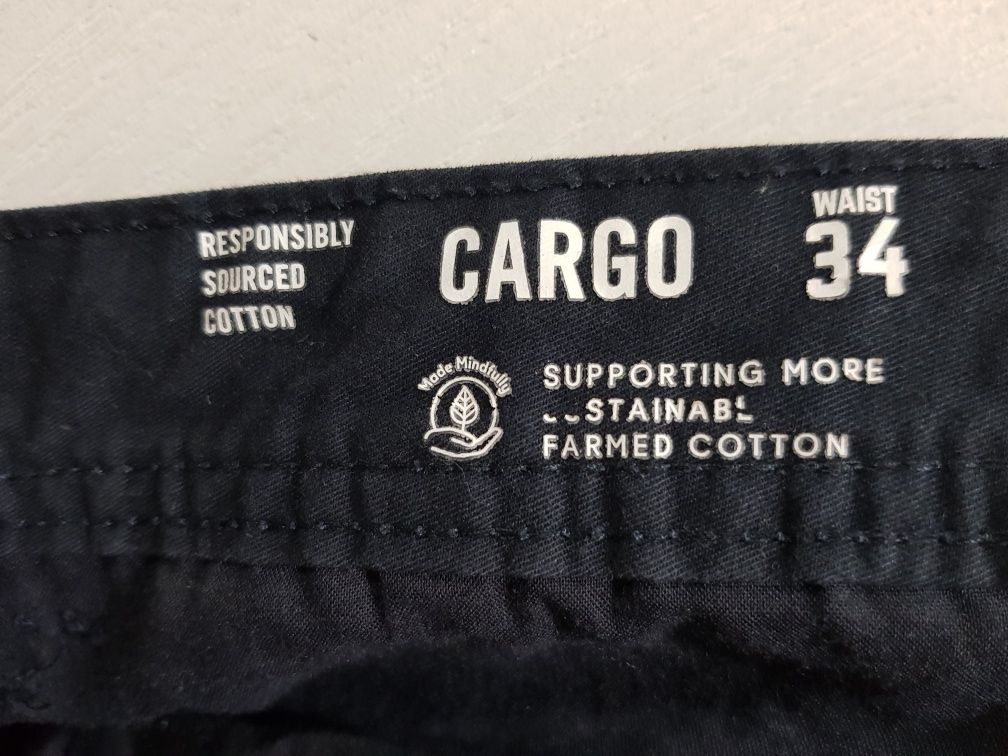 RESPONSIBLY
SOURCED
COTTON
CARGO
WAIST
34
Made Mindfully
SUPPORTING MORE
FARMED COTTON